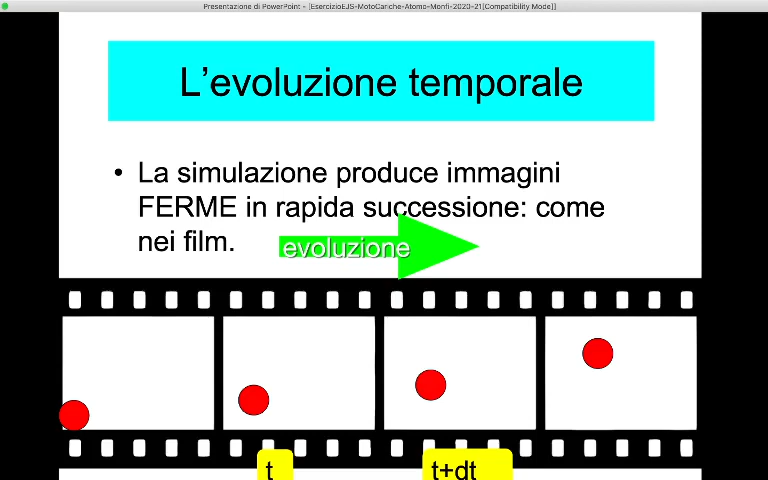 Presentazione di PowerPoint - [EsercizioEJS-MotoCariche-Atomo-Monfi-2020-21[Compatibility Mode]]
L’evoluzione temporale
• La simulazione produce immagini
FERME in rapida successione: come
nei film.
evoluzione
t
t+dt